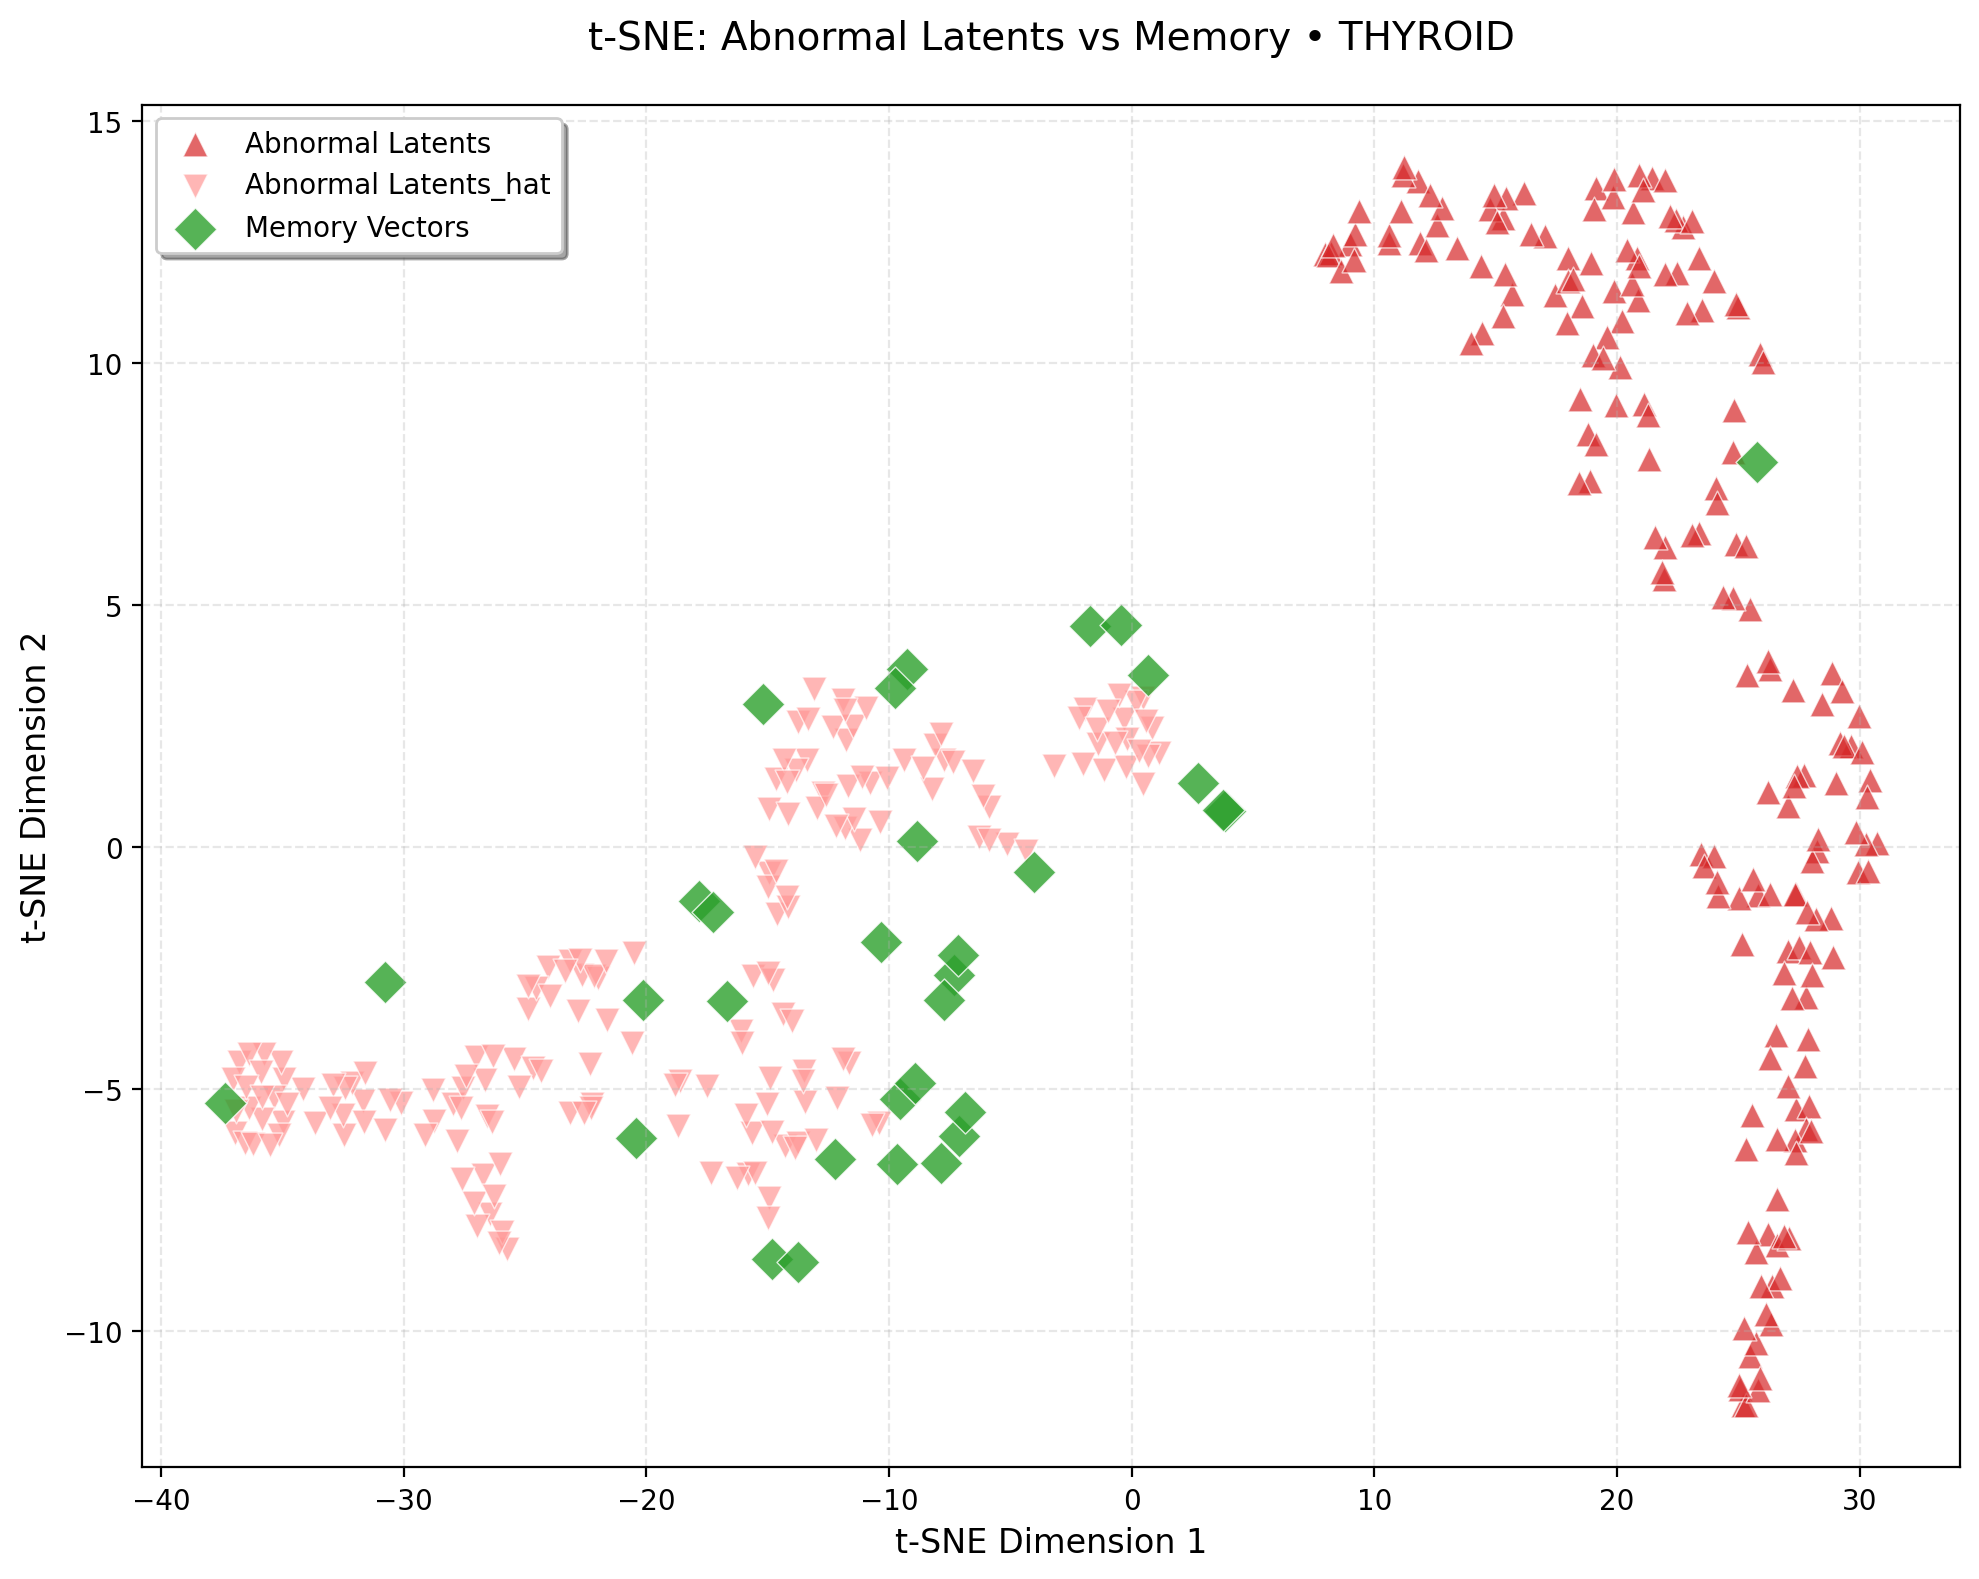 t-SNE: Abnormal Latents vs Memory • THYROID
Abnormal Latents
Abnormal Latents_hat
Memory Vectors
15
10
5
0
−5
−10
t-SNE Dimension 2
−40
−30
−20
−10
0
10
20
30
t-SNE Dimension 1